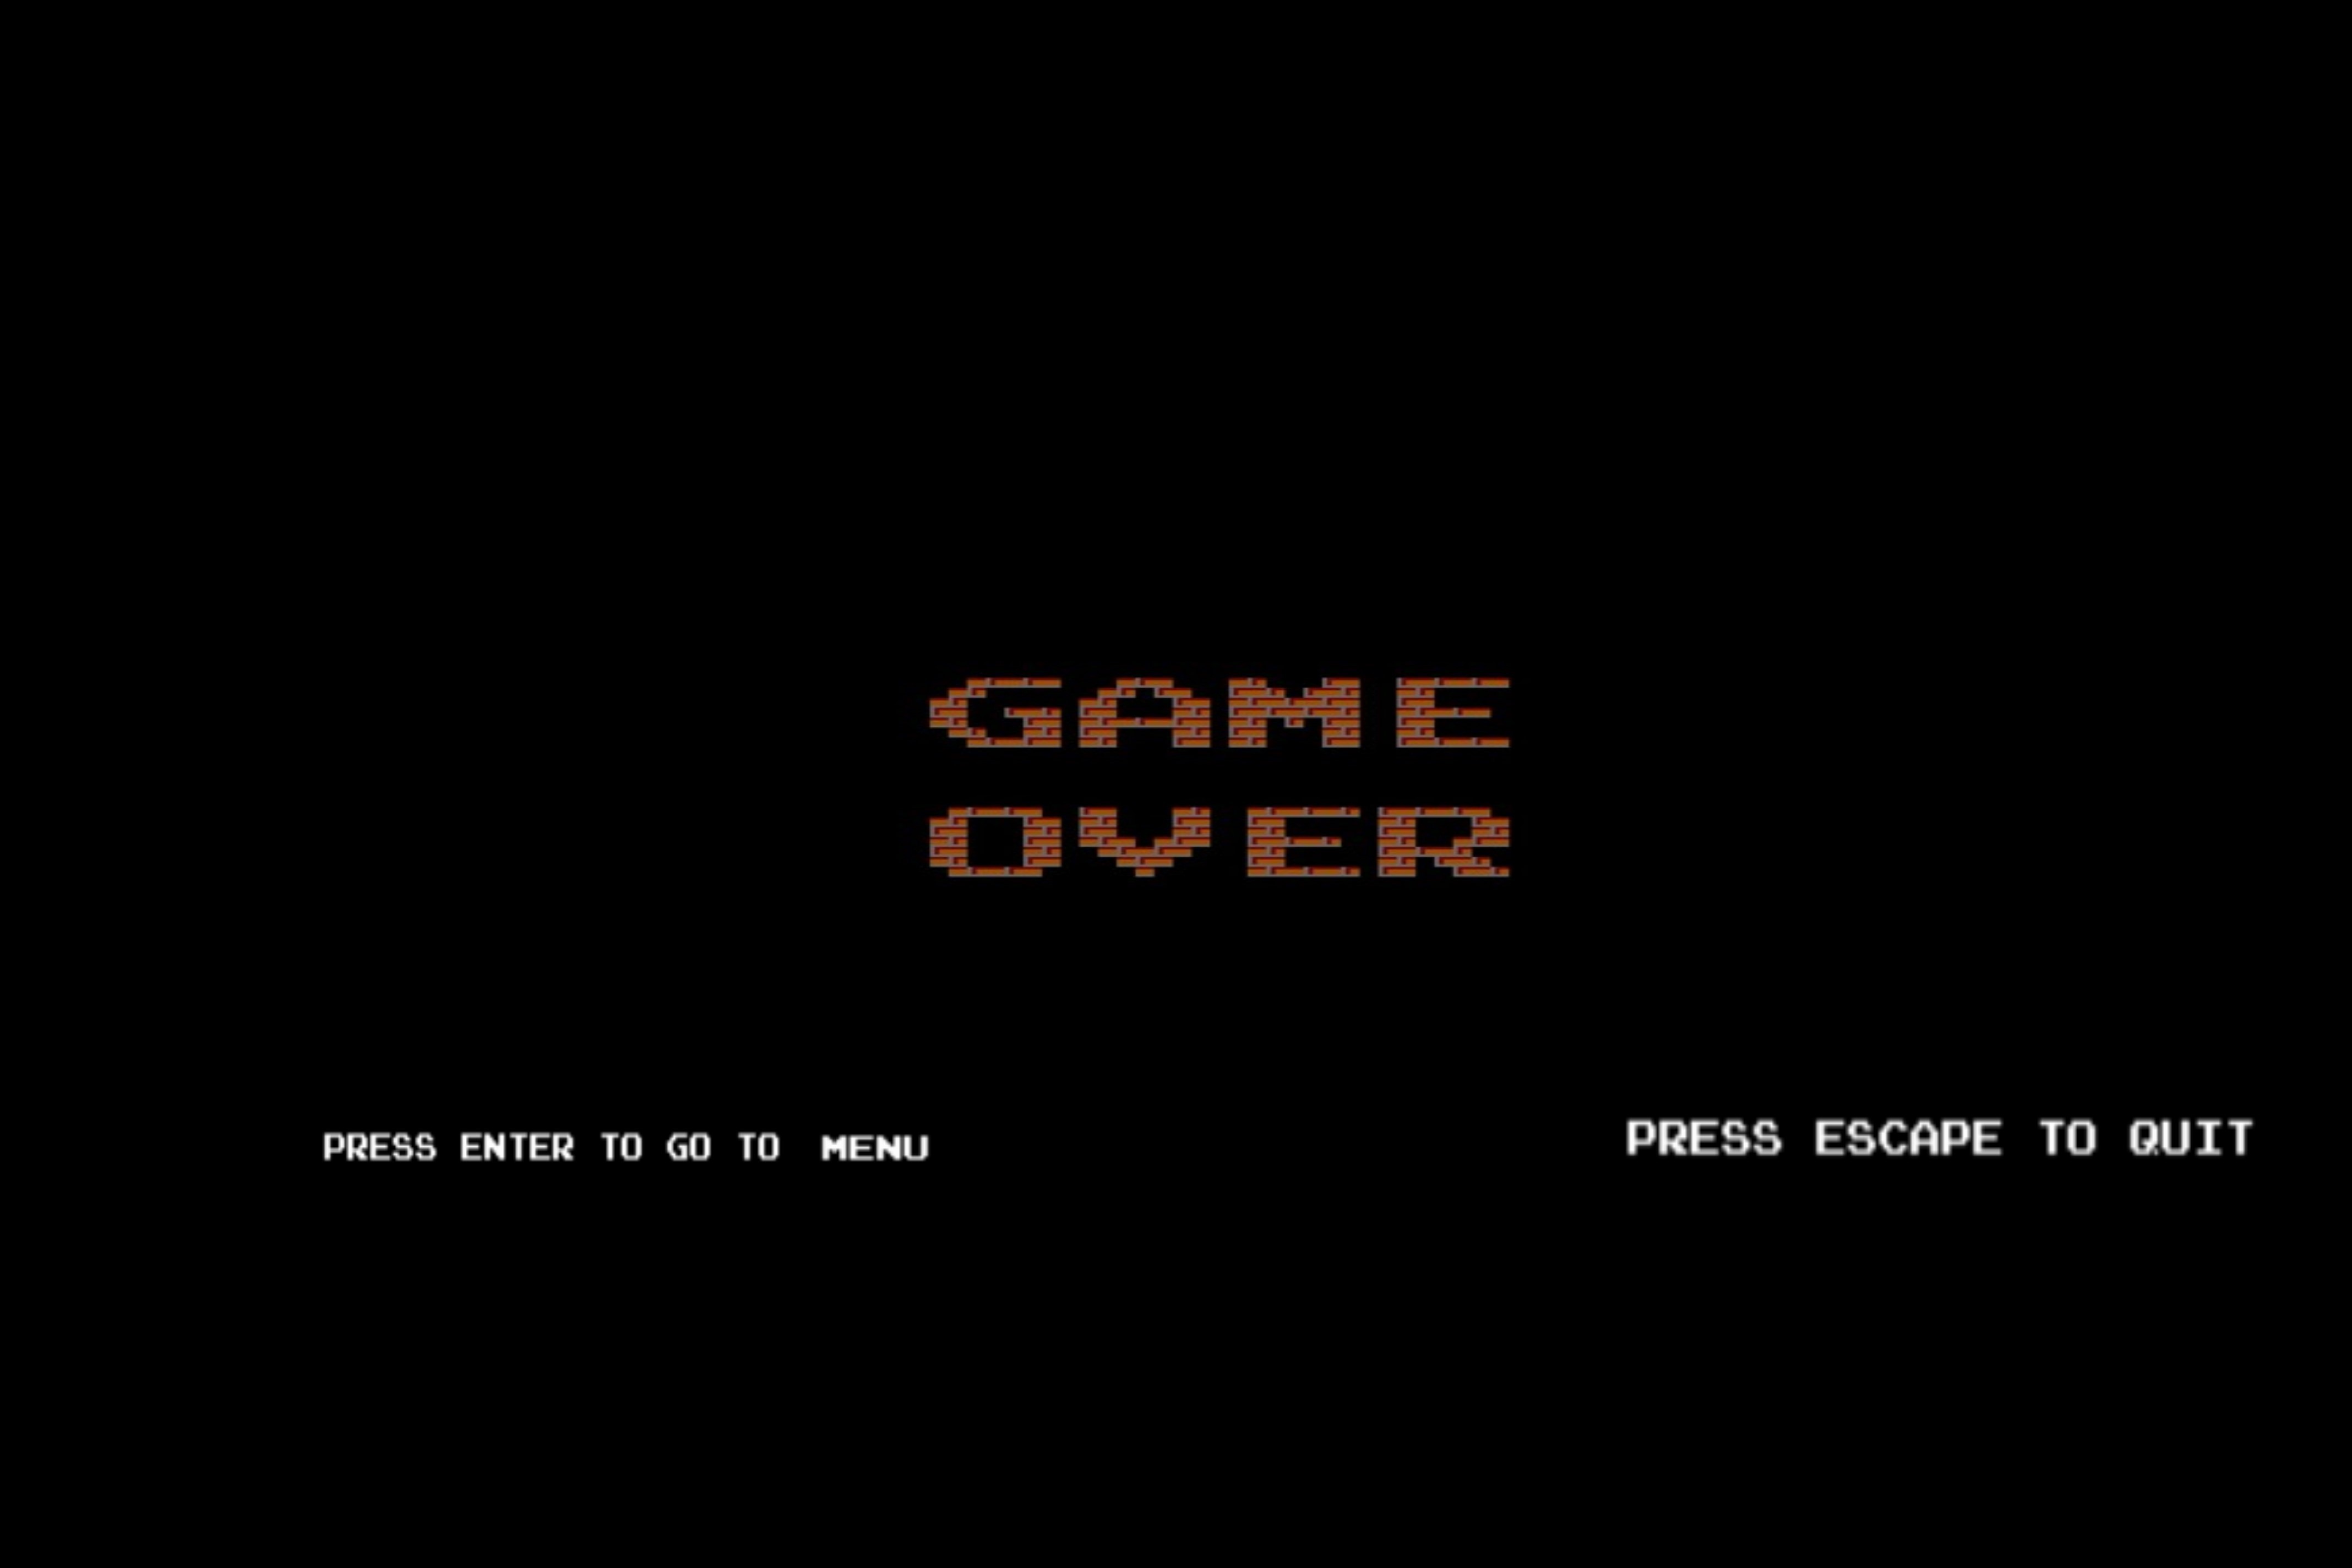 GAME
OVER
PRESS ENTER TO GO TO MENU
PRESS ESCAPE TO QUIT